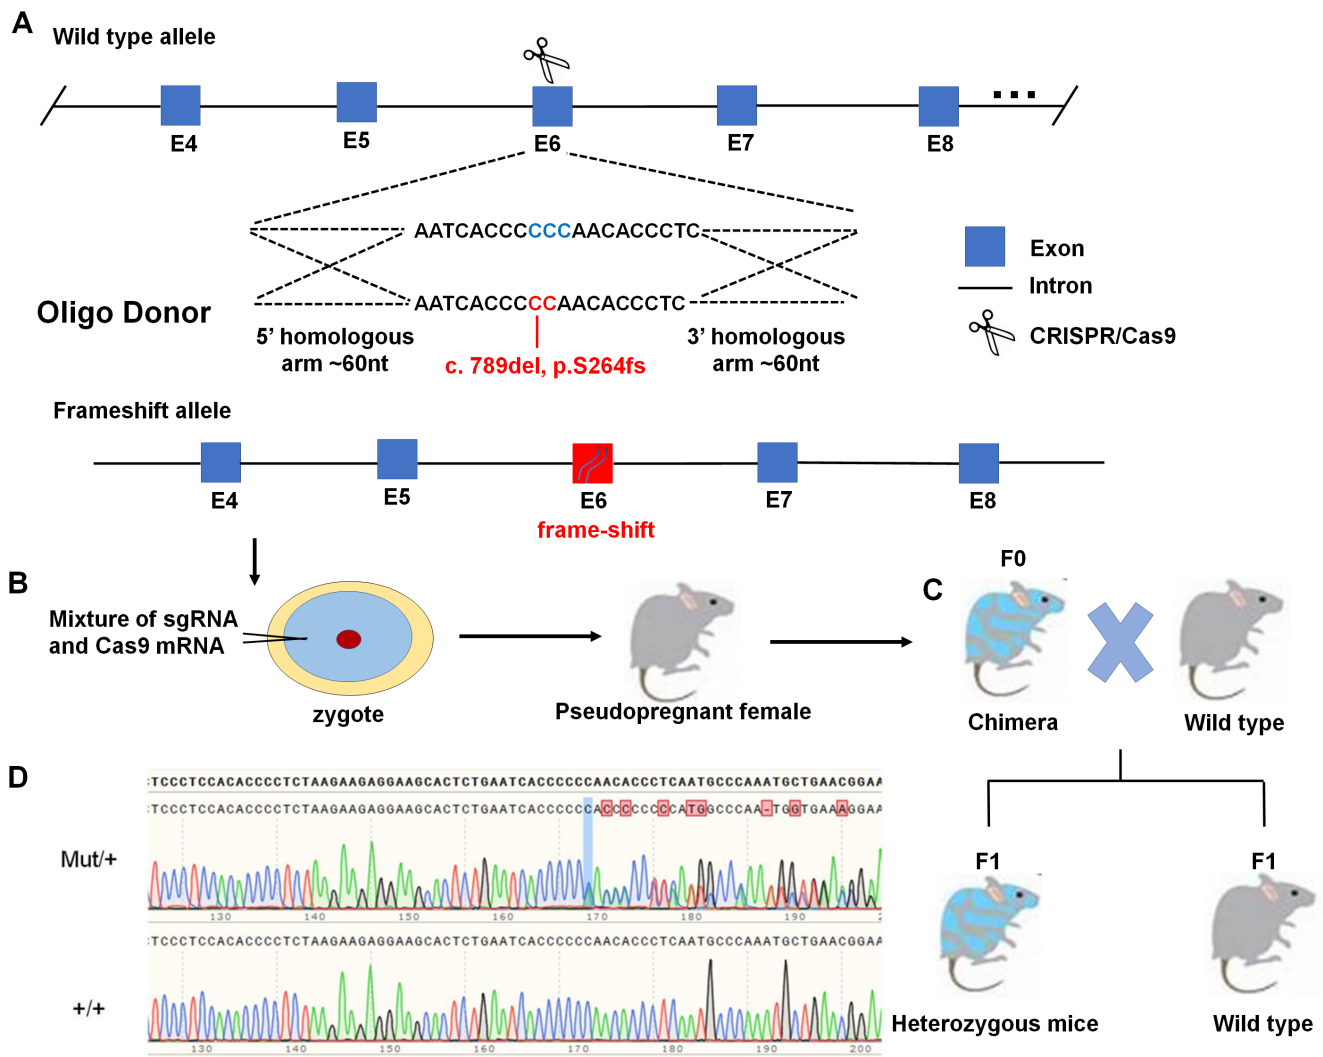 A
Wild type allele
E4
E5
E6
E7
E8
...
AATCACCCCCCAACACCCTC
Exon
Intron
CRISPR/Cas9
Oligo Donor
AATCACCCCCAACACCCTC
5’ homologous
arm ~60nt
3’ homologous
arm ~60nt
c. 789del, p.S264fs
Frameshift allele
E4
E5
E6
E7
E8
frame-shift
B
Mixture of sgRNA
and Cas9 mRNA
zygote
Pseudopregnant female
C
F0
Chimera
Wild type
F1
F1
Heterozygous mice
Wild type
D
TCCCTCCACACCCCTCTAAGAAGAGGAAGCACTCTGAATCACCCCCCAACACCCTCAATGCCCAAATGCTGAACGGAA
TCCCTCCACACCCCTCTAAGAAGAGGAAGCACTCTGAATCACCCCCCACCCCCCCCATGGCCCAA-TGGTGAAAGGAA
Mut/+
130 140 150 160 170 180 190
TCCCTCCACACCCCTCTAAGAAGAGGAAGCACTCTGAATCACCCCCCAACACCCTCAATGCCCAAATGCTGAACGGAA
+/+
130 140 150 160 170 180 190 200